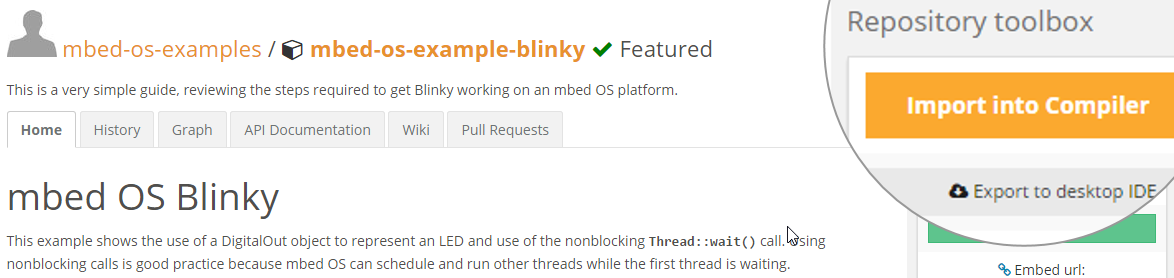 mbed-os-examples / mbed-os-example-blinky Featured
This is a very simple guide, reviewing the steps required to get Blinky working on an mbed OS platform.
Home History Graph API Documentation Wiki Pull Requests
mbed OS Blinky
This example shows the use of a DigitalOut object to represent an LED and use of the nonblocking Thread::wait() call. Using
nonblocking calls is good practice because mbed OS can schedule and run other threads while the first thread is waiting.
Repository toolbox
Import into Compiler
Export to desktop IDE
Embed url: